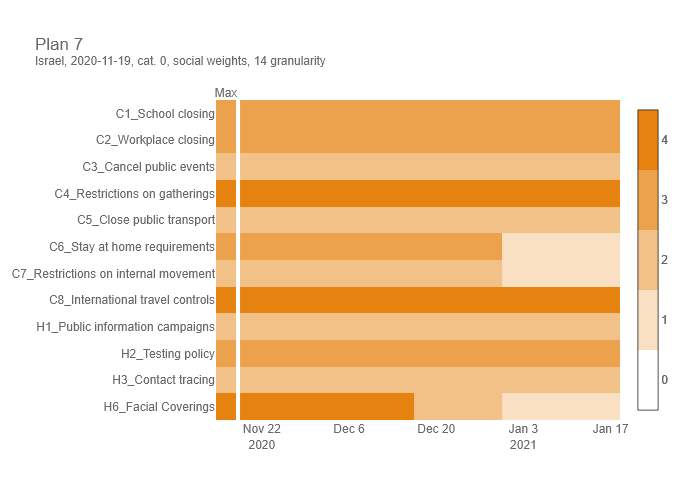 Plan 7
Israel, 2020-11-19, cat. 0, social weights, 14 granularity
Max
C1_School closing
C2_Workplace closing
C3_Cancel public events
C4_Restrictions on gatherings
C5_Close public transport
C6_Stay at home requirements
C7_Restrictions on internal movement
C8_International travel controls
H1_Public information campaigns
H2_Testing policy
H3_Contact tracing
H6_Facial Coverings
Nov 22 Dec 6 Dec 20 Jan 3 Jan 17
2020 2021
4
3
2
1
0